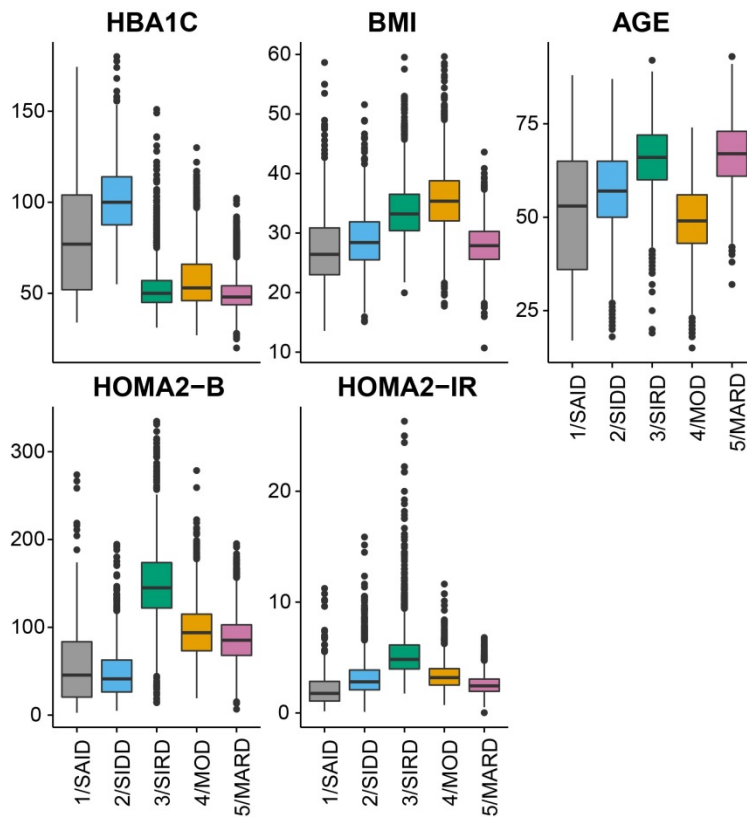 HBA1C
BMI
AGE
150
100
50
60
50
40
30
20
10
75
50
25
1/SAID
2/SIDD
3/SIRD
4/MOD
5/MARD
HOMA2−B
HOMA2−IR
300
200
100
0
20
10
0
1/SAID
2/SIDD
3/SIRD
4/MOD
5/MARD
1/SAID
2/SIDD
3/SIRD
4/MOD
5/MARD